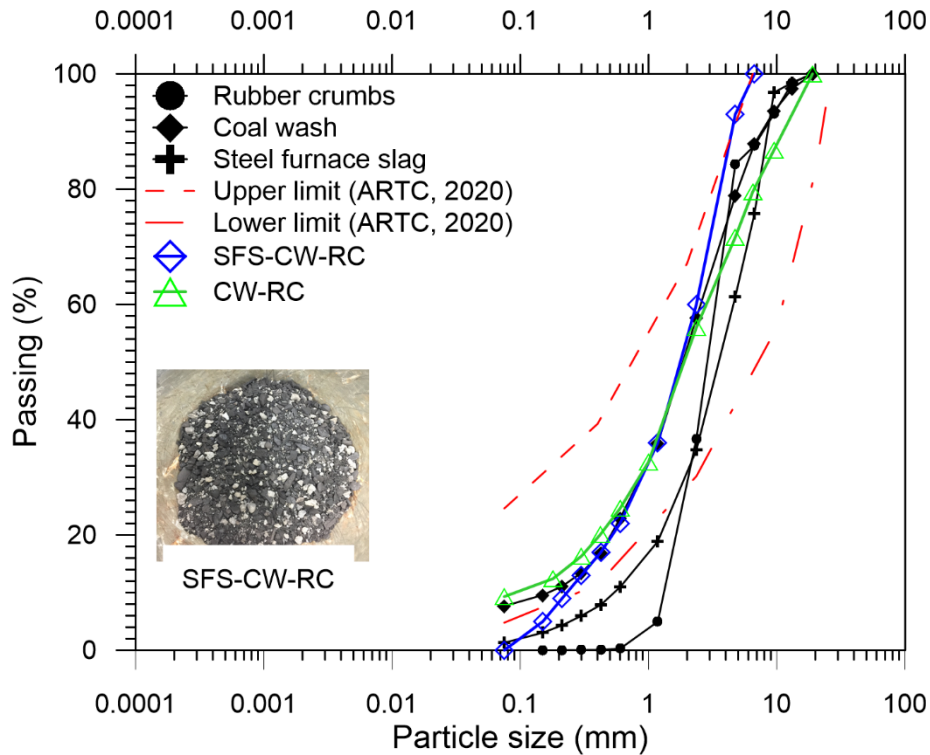 0.0001 0.001 0.01 0.1 1 10 100
100
80
60
40
20
0
Passing (%)
Rubber crumbs
Coal wash
Steel furnace slag
Upper limit (ARTC, 2020)
Lower limit (ARTC, 2020)
SFS-CW-RC
CW-RC
SFS-CW-RC
0.0001 0.001 0.01 0.1 1 10 100
Particle size (mm)